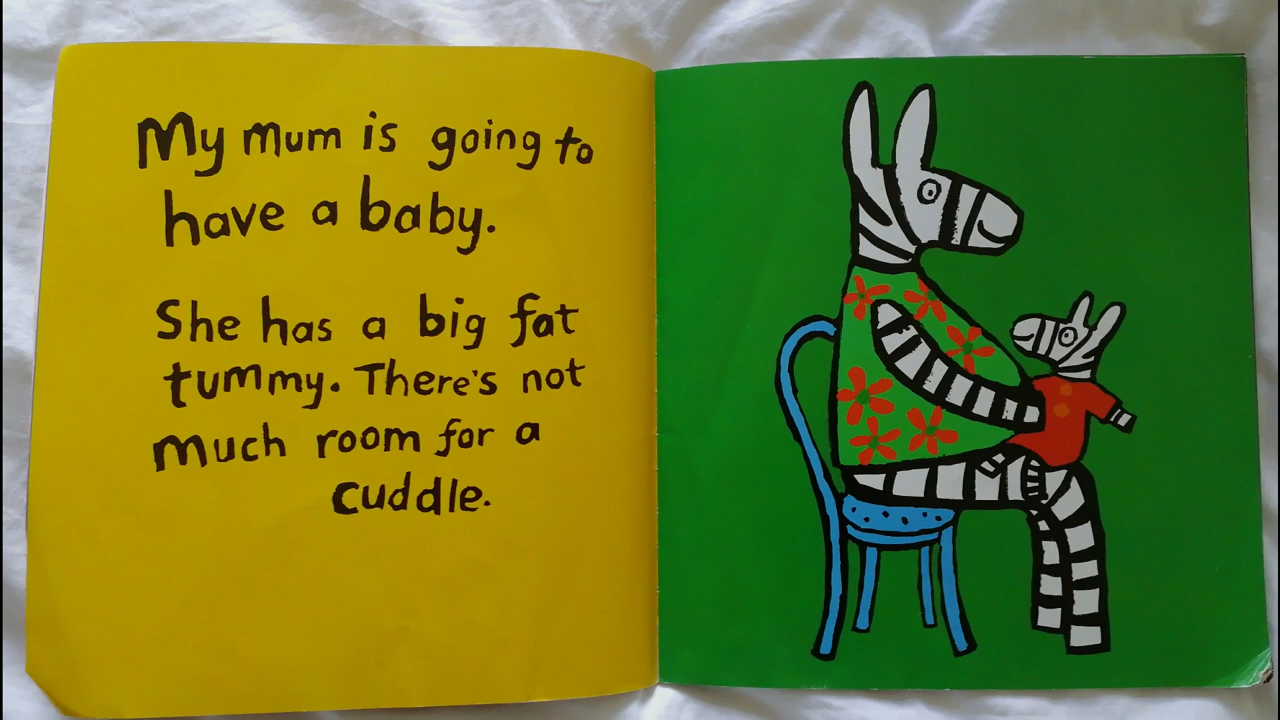 My mum is going to
have a baby.
She has a big fat
tummy. There's not
much room for a
cuddle.